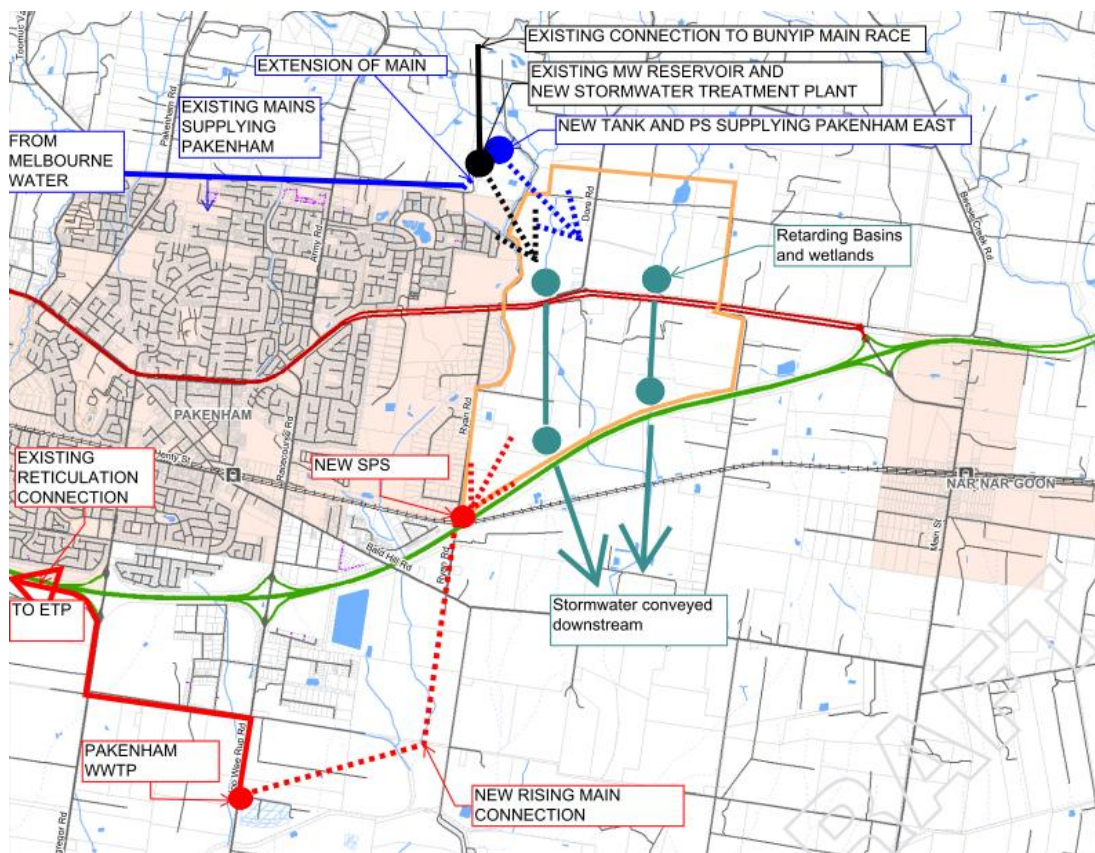 EXISTING CONNECTION TO BUNYIP MAIN RACE
EXTENSION OF MAIN
EXISTING MW RESERVOIR AND
NEW STORMWATER TREATMENT PLANT
EXISTING MAINS
SUPPLYING
PAKENHAM
NEW TANK AND PS SUPPLYING PAKENHAM EAST
FROM
MELBOURNE
WATER
Pakenham Rd
Army Rd
Dore Rd
Retarding Basins
and wetlands
PAKENHAM
Ryan Rd
Racecourse Rd
Henty St
EXISTING
RETICULATION
CONNECTION
NEW SPS
NAR NAR GOON
Main St
Bald Hill Rd
Ryan Rd
TO ETP
Stormwater conveyed
downstream
PAKENHAM
WWTP
NEW RISING MAIN
CONNECTION
DRAFT